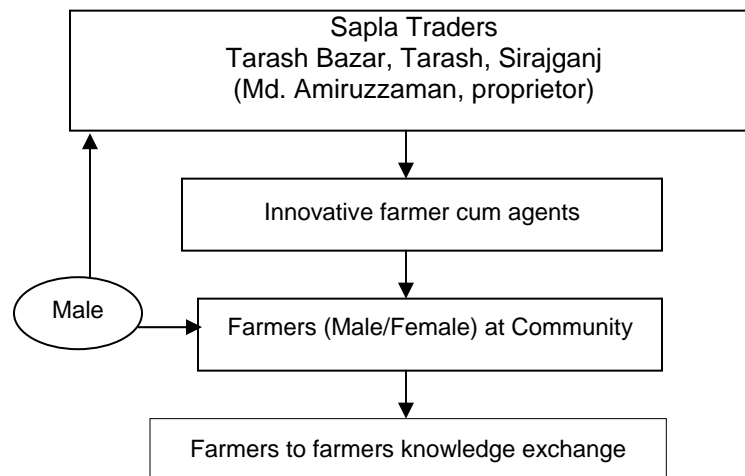 Sapla Traders
Tarash Bazar, Tarash, Sirajganj
(Md. Amiruzzaman, proprietor)
Innovative farmer cum agents
Male
Farmers (Male/Female) at Community
Farmers to farmers knowledge exchange